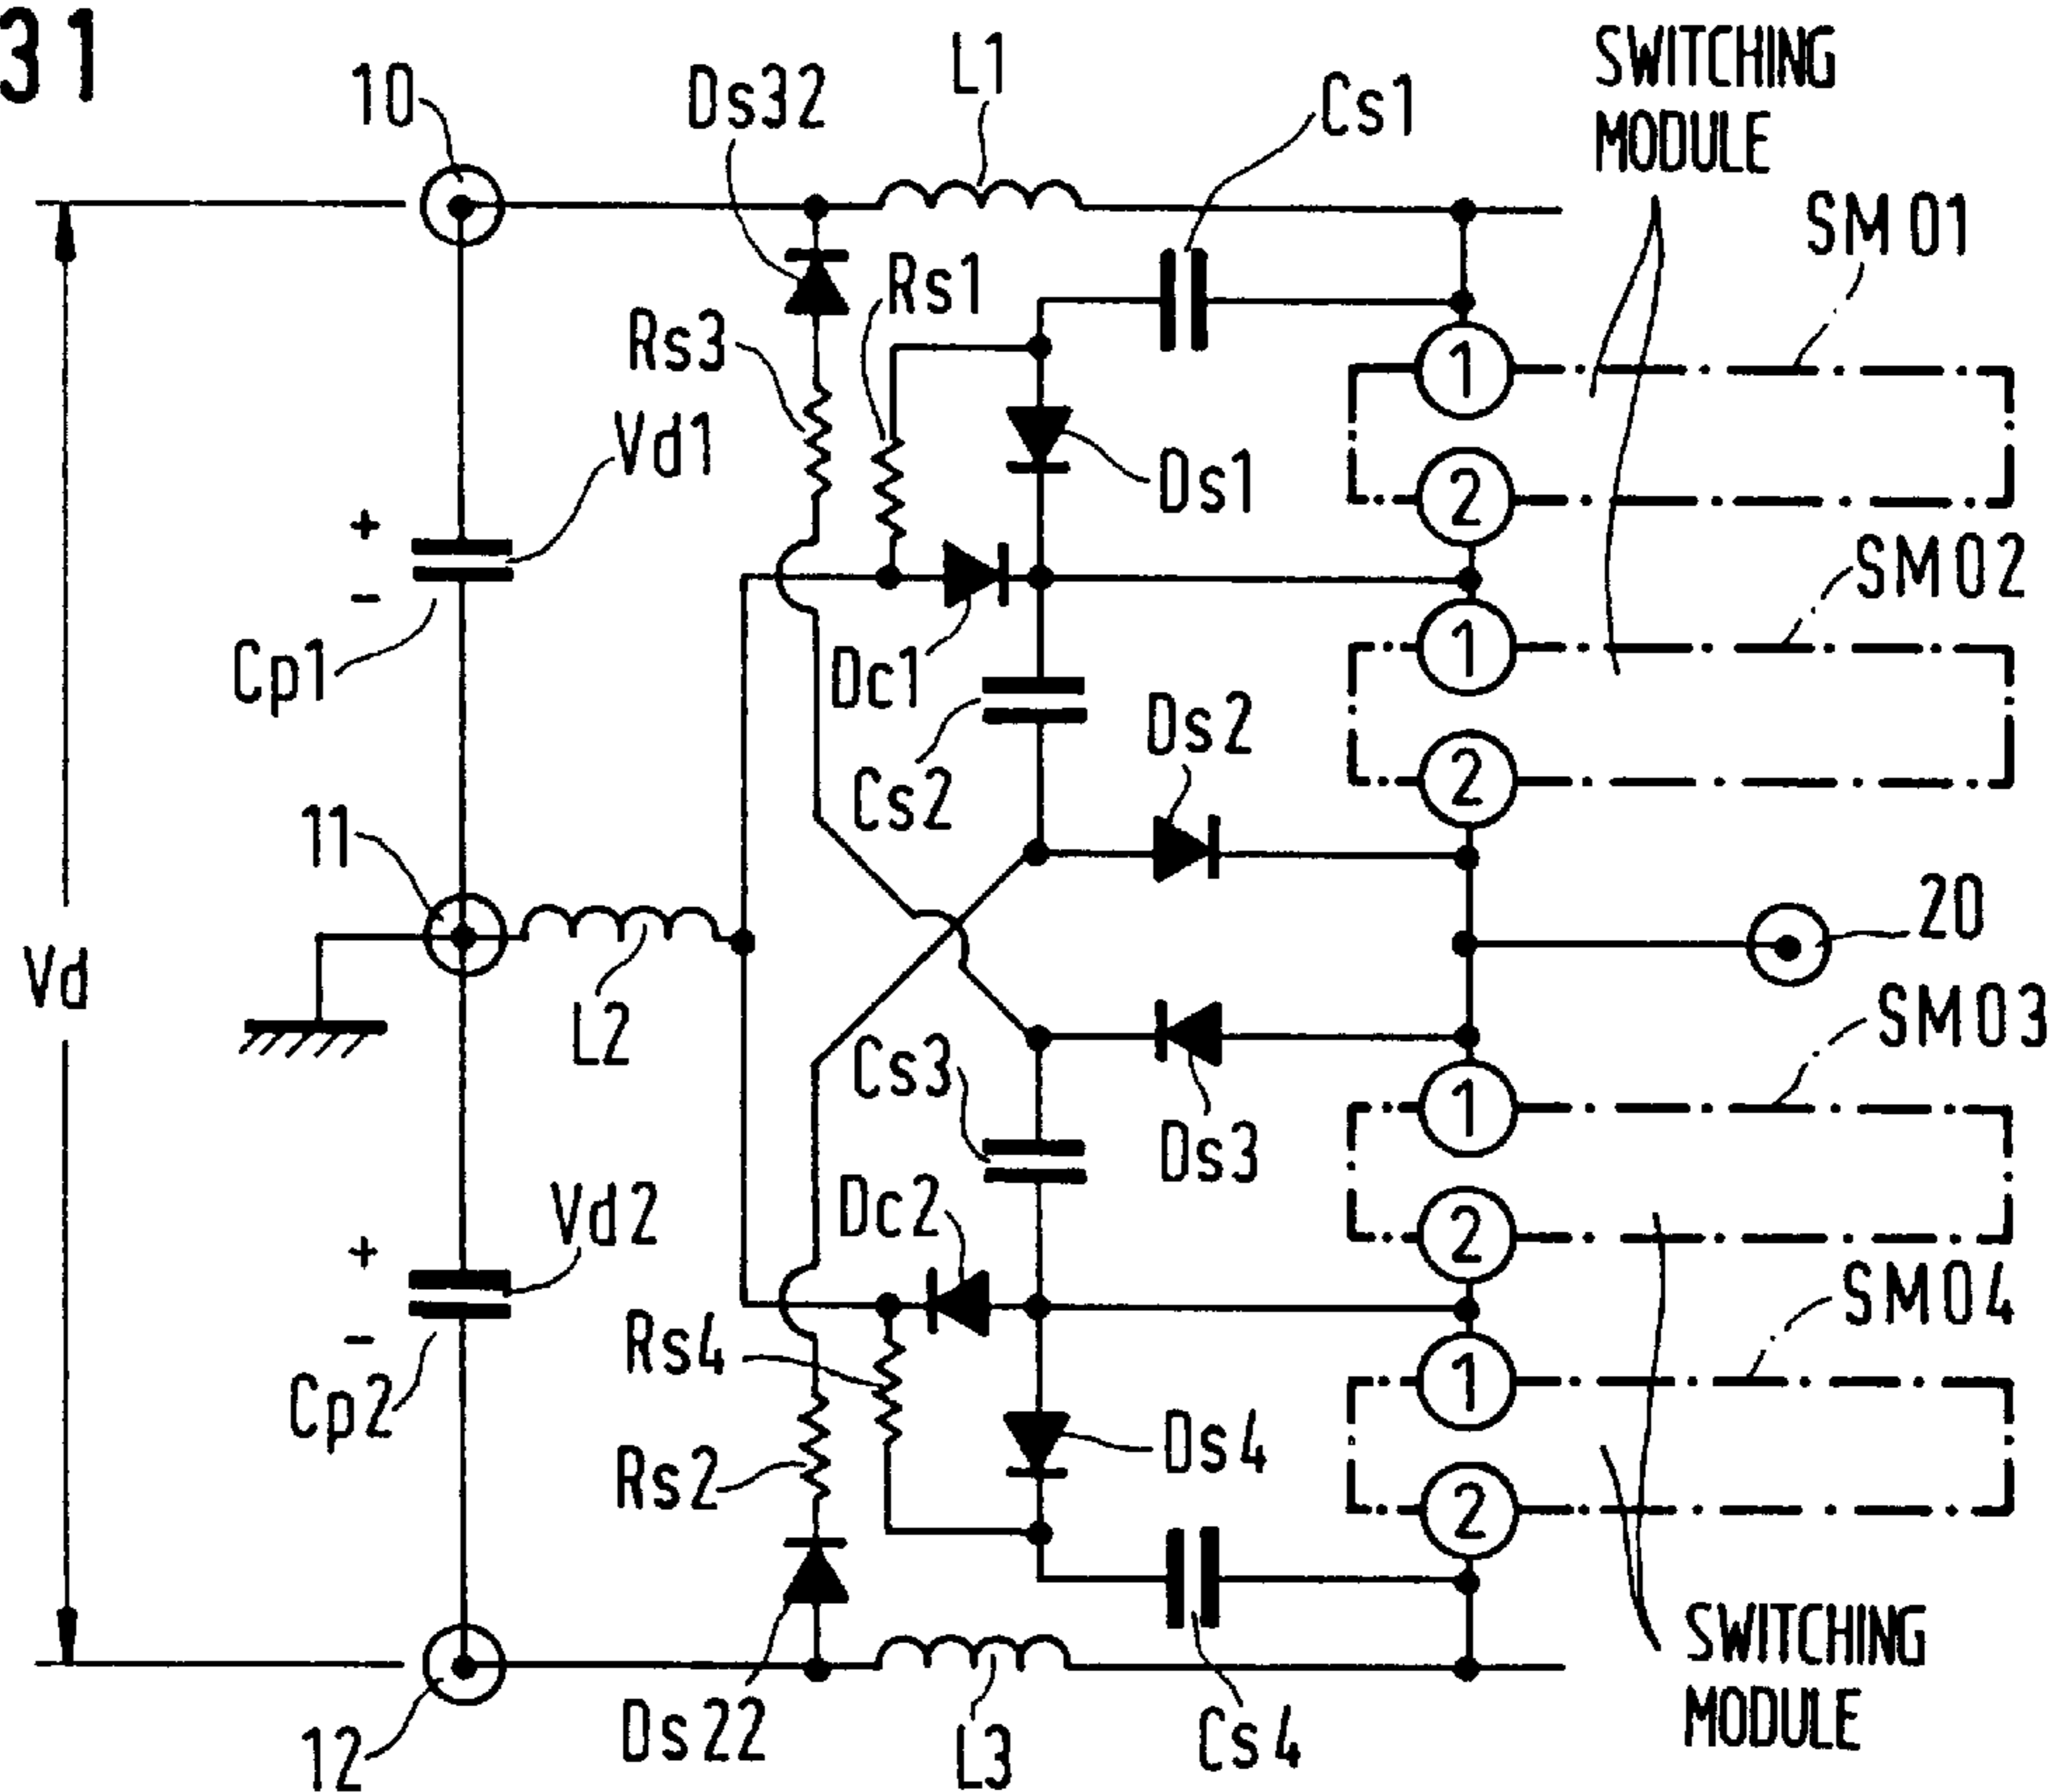 31
10
Ds32
L1
Cs1
SWITCHING
MODULE
SM01
Rs1
Rs3
1
Vd1
Ds1
2
+
-
SM02
Cp1
Dc1
1
Ds2
Cs2
2
11
20
Vd
L2
SM03
Cs3
1
Ds3
Dc2
Vd2
2
+
-
SM04
Rs4
1
Cp2
Ds4
Rs2
2
SWITCHING
MODULE
Ds22
12
L3
Cs4